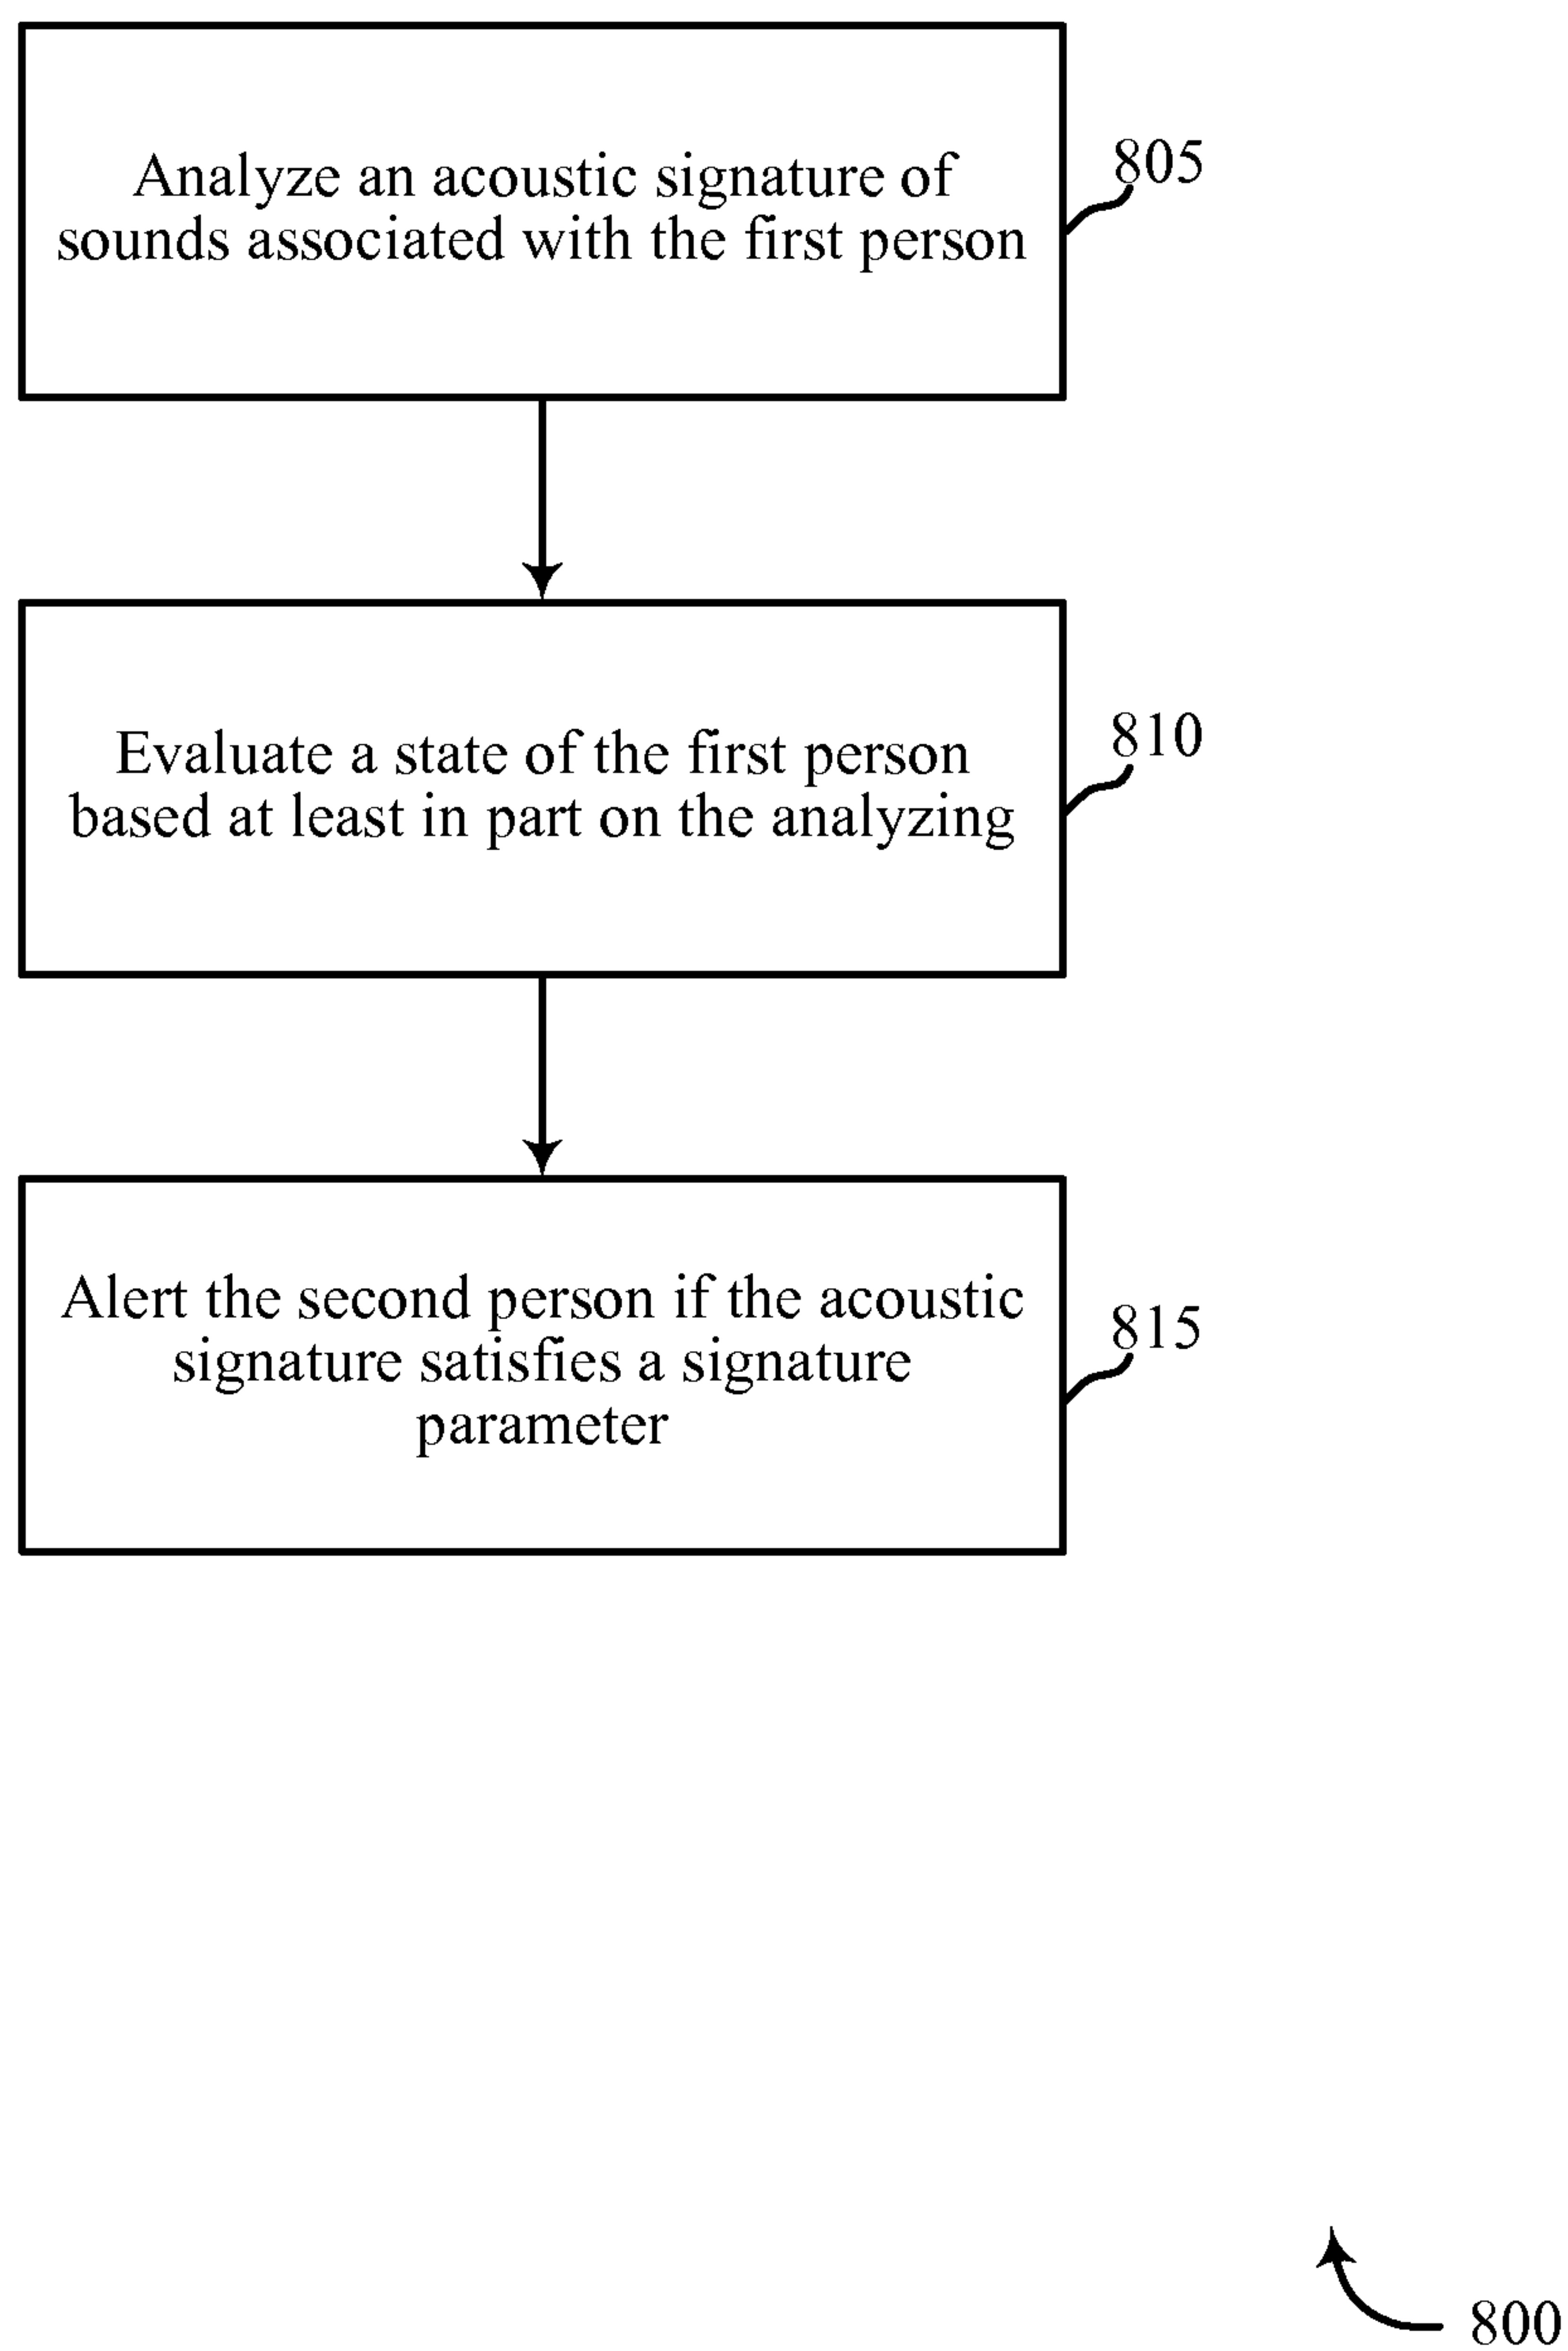 Analyze an acoustic signature of
sounds associated with the first person
805
Evaluate a state of the first person
based at least in part on the analyzing
810
Alert the second person if the acoustic
signature satisfies a signature
parameter
815
800